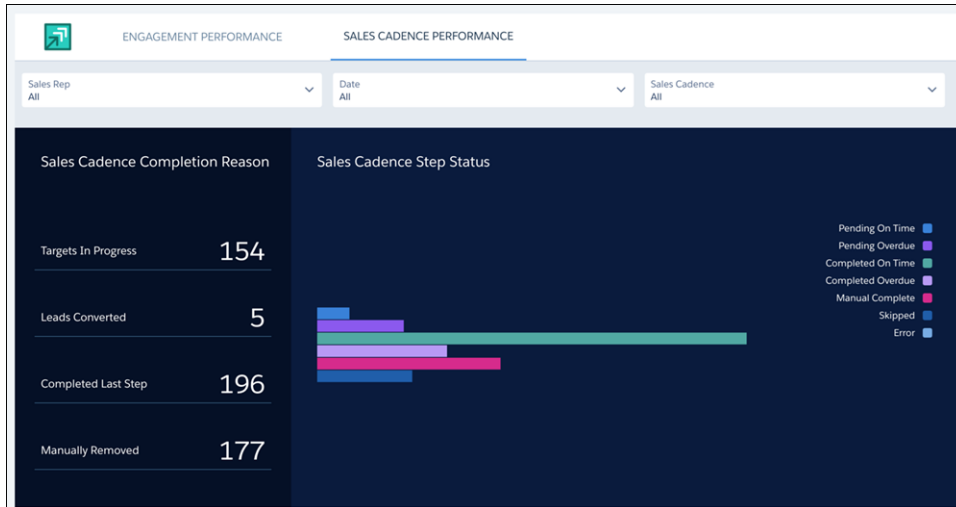 ENGAGEMENT PERFORMANCE
SALES CADENCE PERFORMANCE
Sales Rep
All
Date
All
Sales Cadence
All
Sales Cadence Completion Reason
Targets In Progress 154
Leads Converted 5
Completed Last Step 196
Manually Removed 177
Sales Cadence Step Status
Pending On Time
Pending Overdue
Completed On Time
Completed Overdue
Manual Complete
Skipped
Error